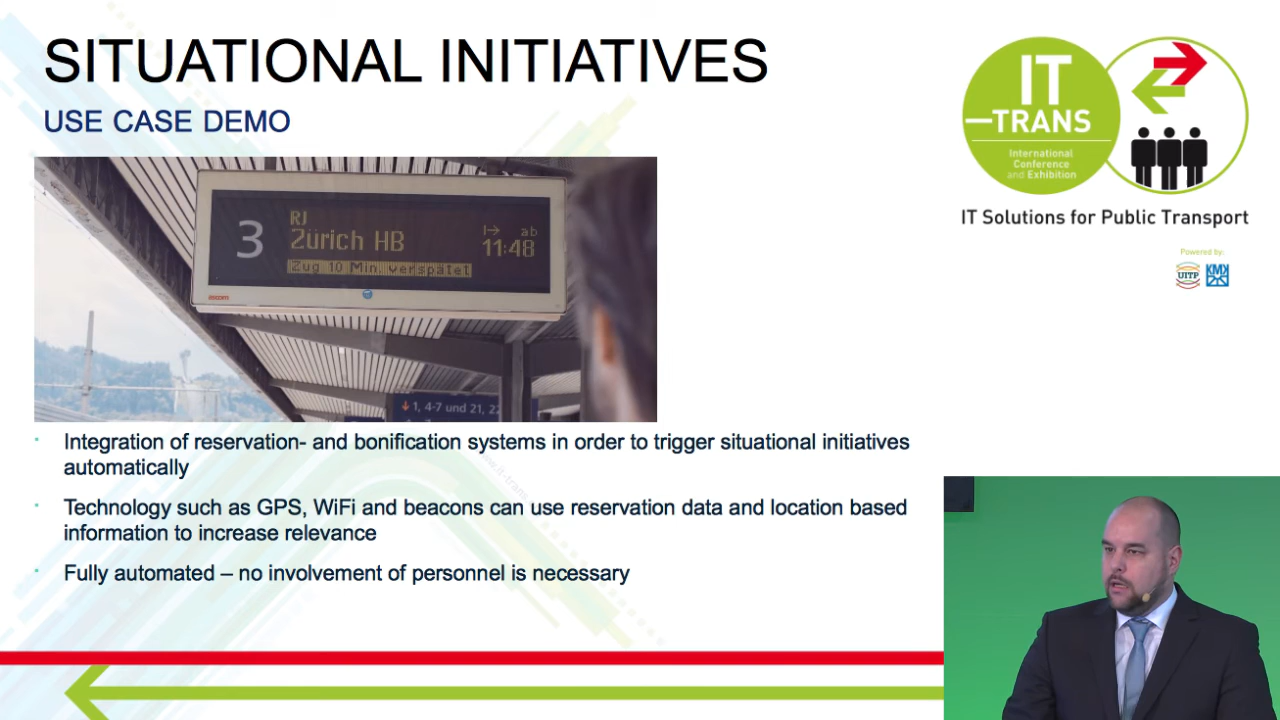 SITUATIONAL INITIATIVES
USE CASE DEMO
IT
TRANS
International
Conference
and Exhibition
IT Solutions for Public Transport
Powered by:
UITP
KMK
3
RJ
Zürich HB
ab
11:48
Zug 10 Min. verspätet
ascom
1, 4-7 und 21, 22
Integration of reservation- and bonification systems in order to trigger situational initiatives
automatically
Technology such as GPS, WiFi and beacons can use reservation data and location based
information to increase relevance
Fully automated – no involvement of personnel is necessary